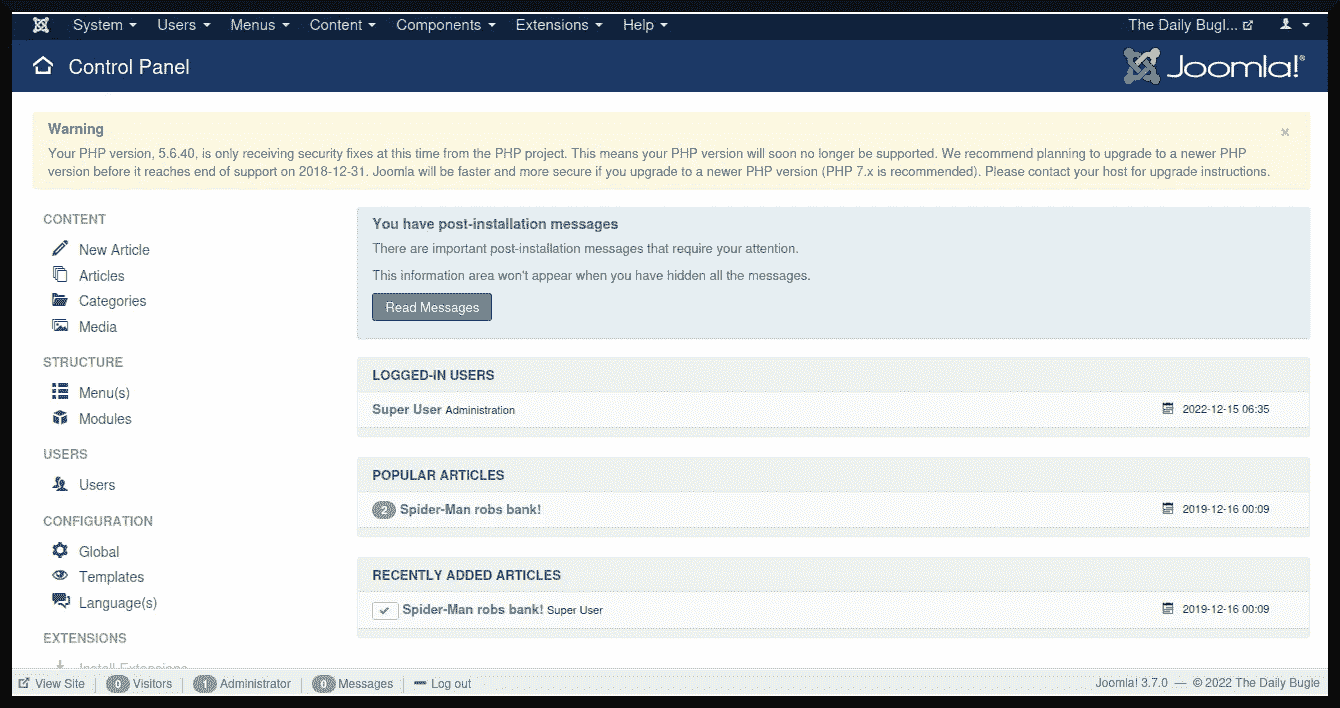 System Users Menus Content Components Extensions Help The Daily Bugl...
Control Panel Joomla!®
Warning ×
Your PHP version, 5.6.40, is only receiving security fixes at this time from the PHP project. This means your PHP version will soon no longer be supported. We recommend planning to upgrade to a newer PHP
version before it reaches end of support on 2018-12-31. Joomla will be faster and more secure if you upgrade to a newer PHP version (PHP 7.x is recommended). Please contact your host for upgrade instructions.
CONTENT
New Article
Articles
Categories
Media
STRUCTURE
Menu(s)
Modules
USERS
Users
CONFIGURATION
Global
Templates
Language(s)
EXTENSIONS
Install Extensions
You have post-installation messages
There are important post-installation messages that require your attention.
This information area won't appear when you have hidden all the messages.
Read Messages
LOGGED-IN USERS
Super User Administration 2022-12-15 06:35
POPULAR ARTICLES
2 Spider-Man robs bank! 2019-12-16 00:09
RECENTLY ADDED ARTICLES
Spider-Man robs bank! Super User 2019-12-16 00:09
View Site 0 Visitors 1 Administrator 0 Messages Log out Joomla! 3.7.0 — © 2022 The Daily Bugle